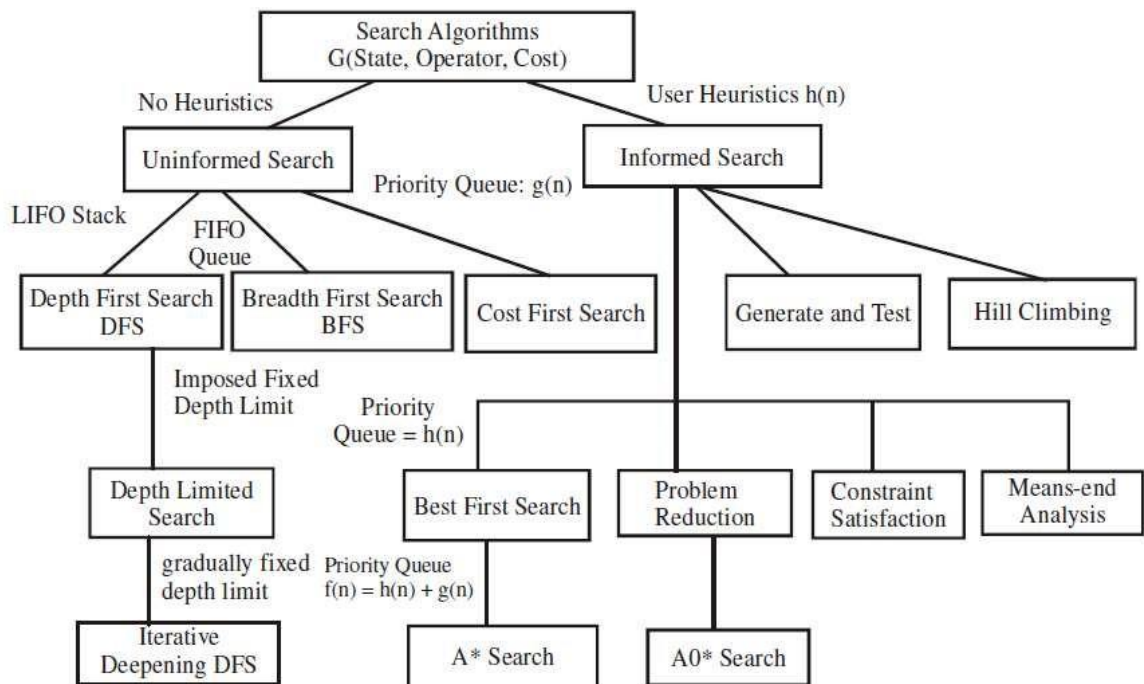 Search Algorithms
G(State, Operator, Cost)
No Heuristics
User Heuristics h(n)
Uninformed Search
Informed Search
Priority Queue: g(n)
LIFO Stack
FIFO
Queue
Depth First Search
DFS
Breadth First Search
BFS
Cost First Search
Generate and Test
Hill Climbing
Imposed Fixed
Depth Limit
Priority
Queue = h(n)
Depth Limited
Search
Best First Search
Problem
Reduction
Constraint
Satisfaction
Means-end
Analysis
gradually fixed
depth limit
Priority Queue
f(n) = h(n) + g(n)
Iterative
Deepening DFS
A* Search
A0* Search